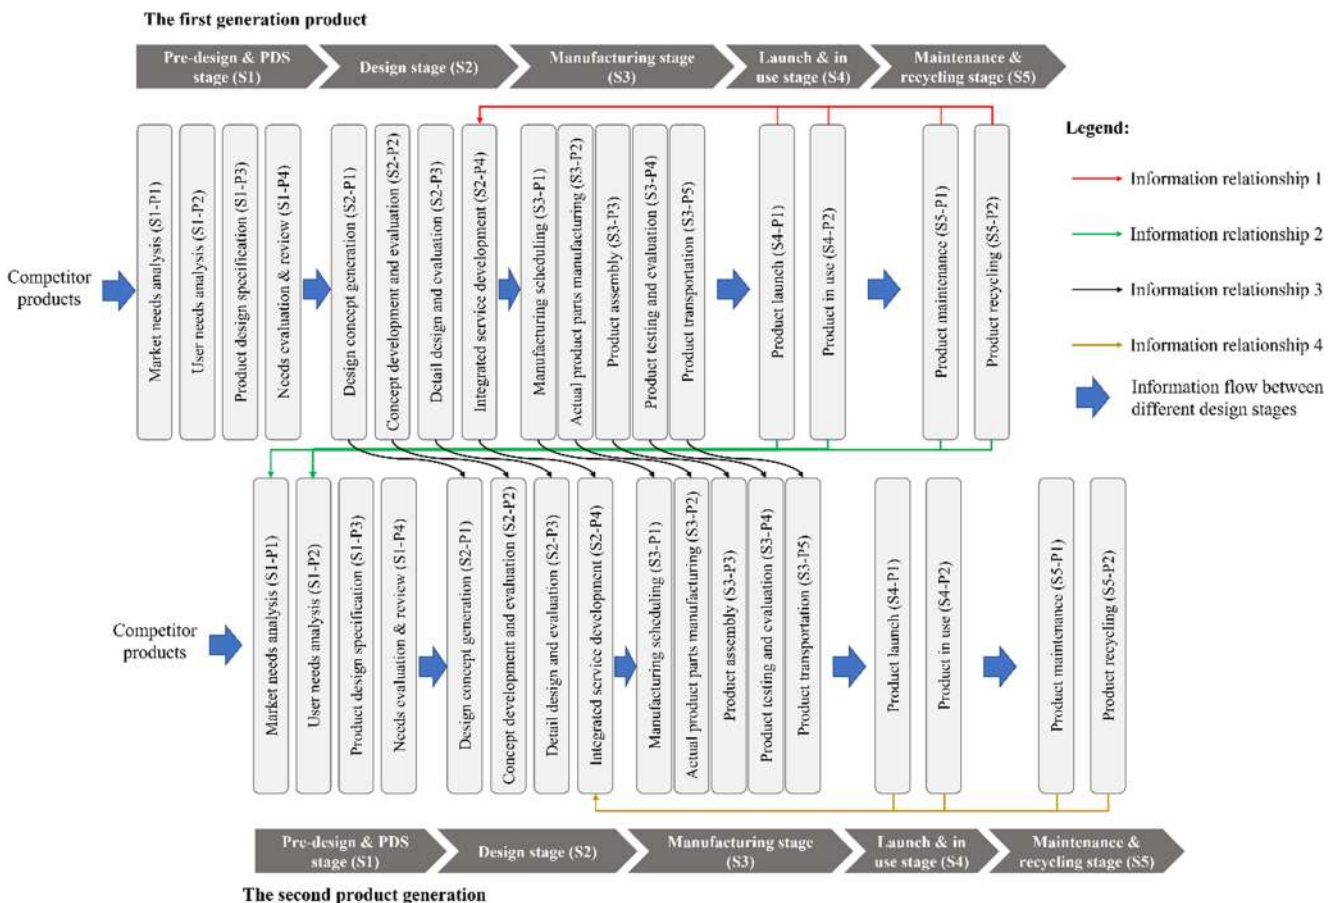 The first generation product
Pre-design & PDS
stage (S1)
Design stage (S2)
Manufacturing stage
(S3)
Launch & in
use stage (S4)
Maintenance &
recycling stage (S5)
Competitor
products
Market needs analysis (S1-P1)
User needs analysis (S1-P2)
Product design specification (S1-P3)
Needs evaluation & review (S1-P4)
Design concept generation (S2-P1)
Concept development and evaluation (S2-P2)
Detail design and evaluation (S2-P3)
Integrated service development (S2-P4)
Manufacturing scheduling (S3-P1)
Actual product parts manufacturing (S3-P2)
Product assembly (S3-P3)
Product testing and evaluation (S3-P4)
Product transportation (S3-P5)
Product launch (S4-P1)
Product in use (S4-P2)
Product maintenance (S5-P1)
Product recycling (S5-P2)
Legend:
Information relationship 1
Information relationship 2
Information relationship 3
Information relationship 4
Information flow between
different design stages
Competitor
products
Market needs analysis (S1-P1)
User needs analysis (S1-P2)
Product design specification (S1-P3)
Needs evaluation & review (S1-P4)
Design concept generation (S2-P1)
Concept development and evaluation (S2-P2)
Detail design and evaluation (S2-P3)
Integrated service development (S2-P4)
Manufacturing scheduling (S3-P1)
Actual product parts manufacturing (S3-P2)
Product assembly (S3-P3)
Product testing and evaluation (S3-P4)
Product transportation (S3-P5)
Product launch (S4-P1)
Product in use (S4-P2)
Product maintenance (S5-P1)
Product recycling (S5-P2)
Pre-design & PDS
stage (S1)
Design stage (S2)
Manufacturing stage
(S3)
Launch & in
use stage (S4)
Maintenance &
recycling stage (S5)
The second product generation